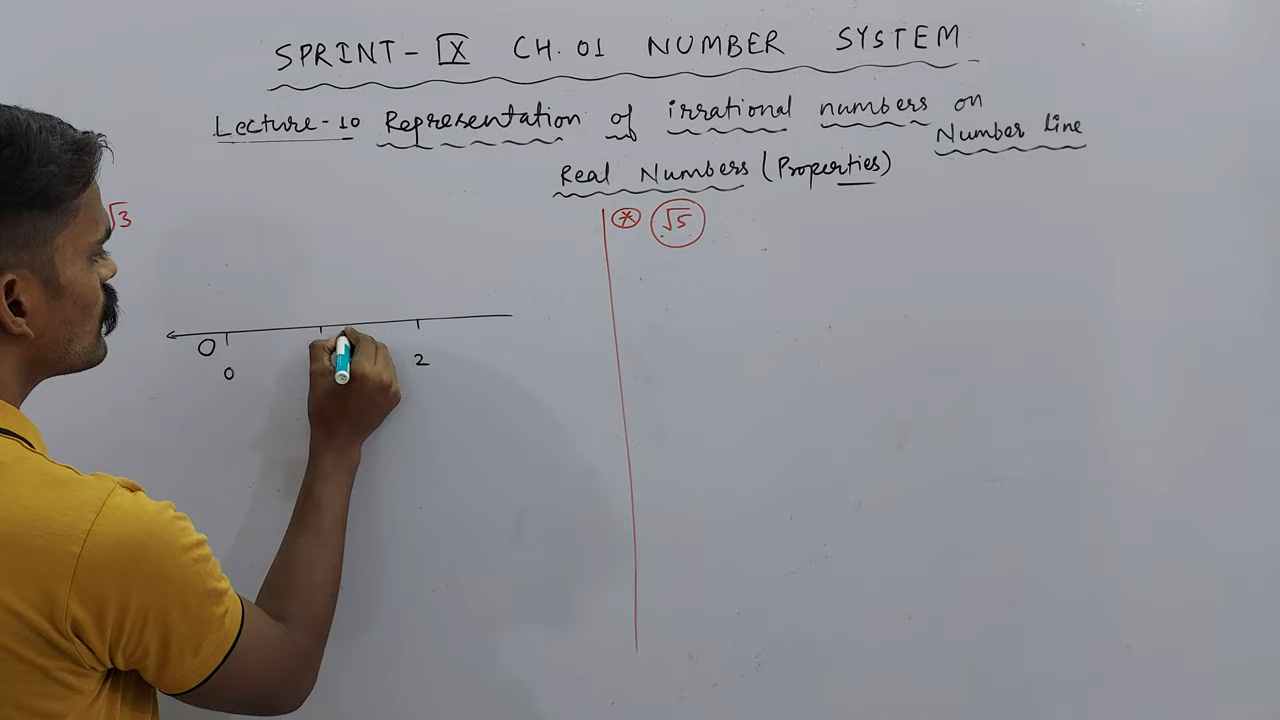 SPRINT - IX CH. 01 NUMBER SYSTEM
Lecture - 10 Representation of irrational numbers on
Number line
Real Numbers (Properties)
√3
* √5
O
0 2